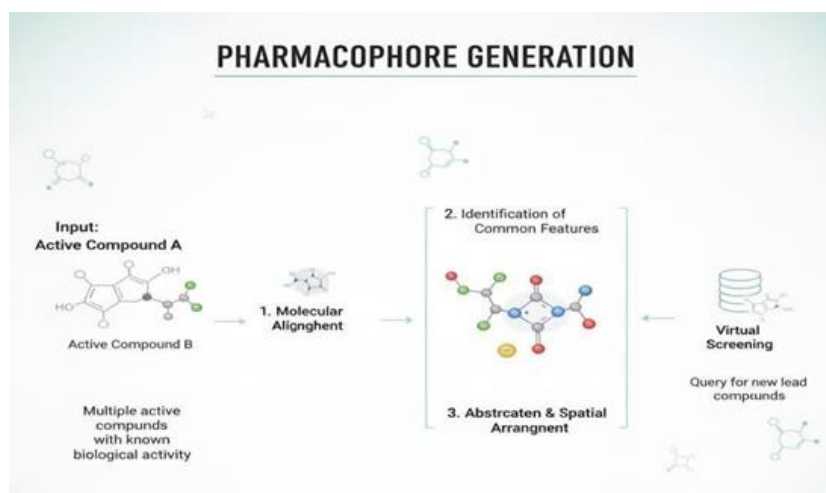 PHARMACOPHORE GENERATION
Input:
Active Compound A
OH
HO
Active Compound B
Multiple active
compunds
with known
biological activity
1. Molecular
Alignghent
2. Identification of
Common Features
3. Abstrcaten & Spatial
Arrangnent
Virtual
Screening
Query for new lead
compounds